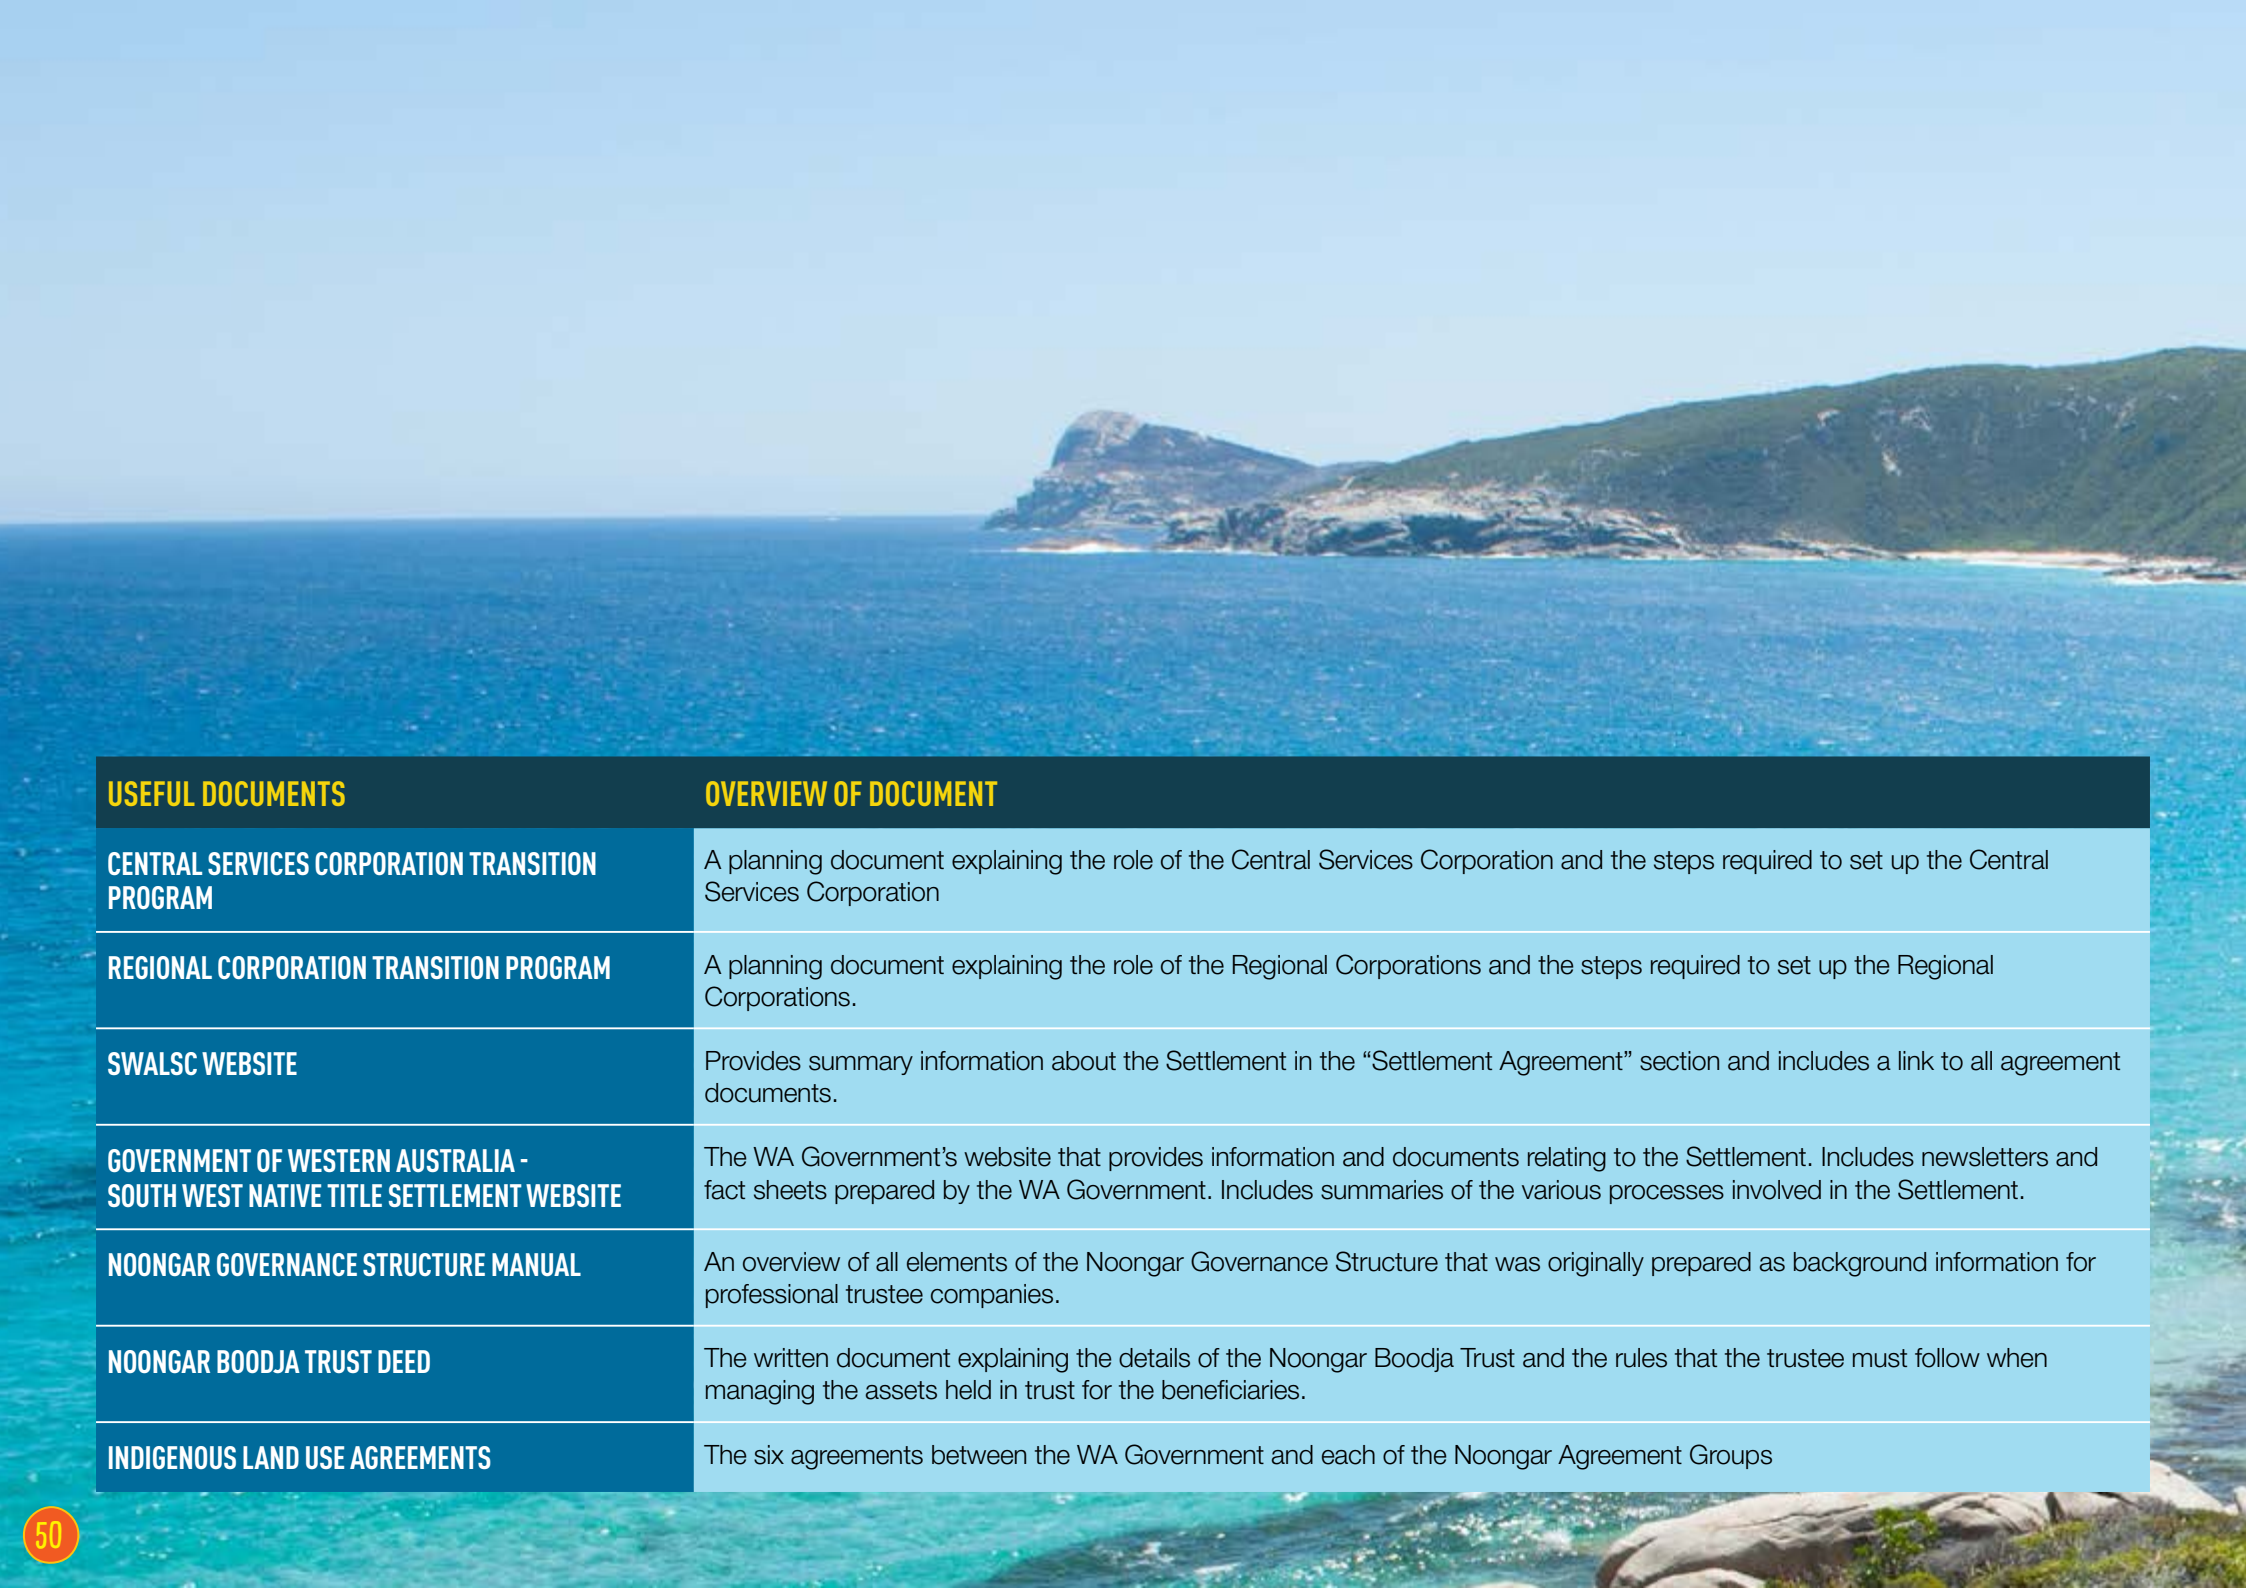 USEFUL DOCUMENTS
OVERVIEW OF DOCUMENT
CENTRAL SERVICES CORPORATION TRANSITION
PROGRAM
A planning document explaining the role of the Central Services Corporation and the steps required to set up the Central
Services Corporation
REGIONAL CORPORATION TRANSITION PROGRAM
A planning document explaining the role of the Regional Corporations and the steps required to set up the Regional
Corporations.
SWALSC WEBSITE
Provides summary information about the Settlement in the “Settlement Agreement” section and includes a link to all agreement
documents.
GOVERNMENT OF WESTERN AUSTRALIA -
SOUTH WEST NATIVE TITLE SETTLEMENT WEBSITE
The WA Government’s website that provides information and documents relating to the Settlement. Includes newsletters and
fact sheets prepared by the WA Government. Includes summaries of the various processes involved in the Settlement.
NOONGAR GOVERNANCE STRUCTURE MANUAL
An overview of all elements of the Noongar Governance Structure that was originally prepared as background information for
professional trustee companies.
NOONGAR BOODJA TRUST DEED
The written document explaining the details of the Noongar Boodja Trust and the rules that the trustee must follow when
managing the assets held in trust for the beneficiaries.
INDIGENOUS LAND USE AGREEMENTS
The six agreements between the WA Government and each of the Noongar Agreement Groups
50